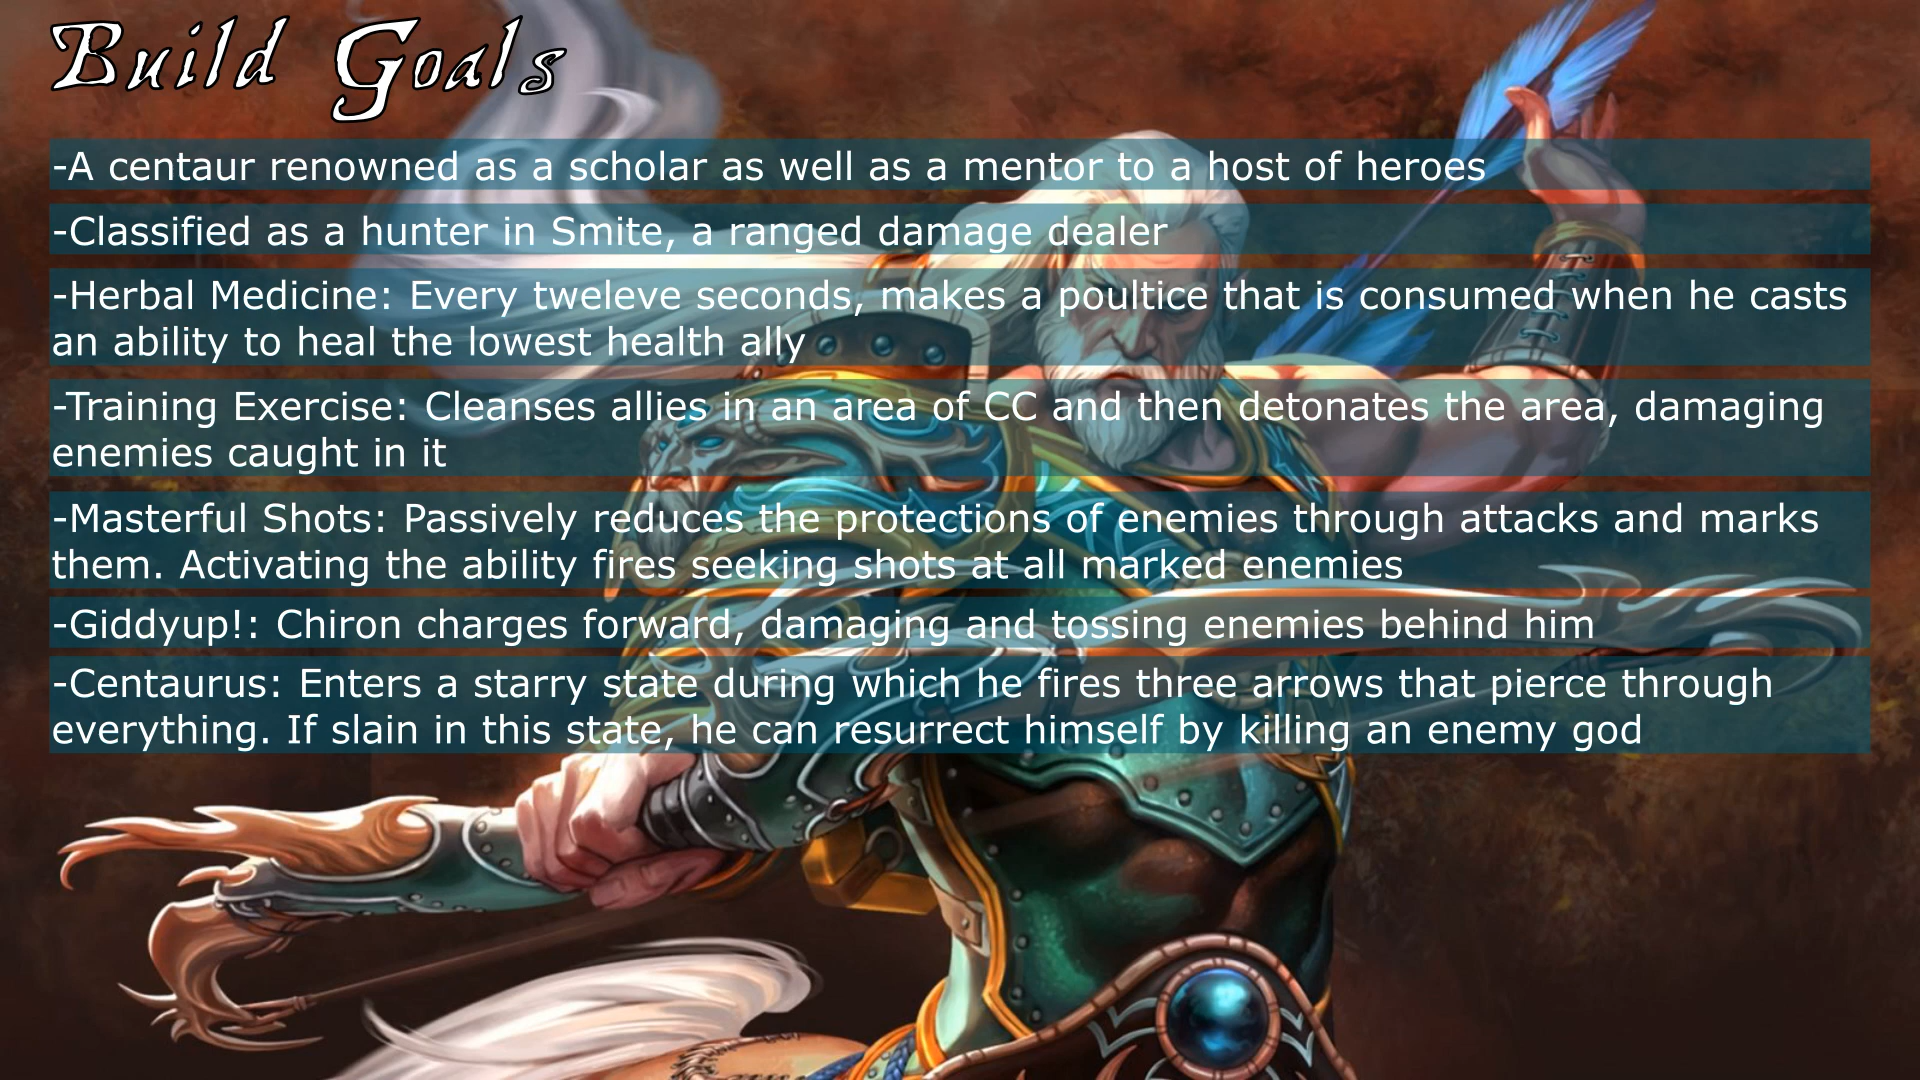 Build Goals
-A centaur renowned as a scholar as well as a mentor to a host of heroes
-Classified as a hunter in Smite, a ranged damage dealer
-Herbal Medicine: Every tweleve seconds, makes a poultice that is consumed when he casts
an ability to heal the lowest health ally
-Training Exercise: Cleanses allies in an area of CC and then detonates the area, damaging
enemies caught in it
-Masterful Shots: Passively reduces the protections of enemies through attacks and marks
them. Activating the ability fires seeking shots at all marked enemies
-Giddyup!: Chiron charges forward, damaging and tossing enemies behind him
-Centaurus: Enters a starry state during which he fires three arrows that pierce through
everything. If slain in this state, he can resurrect himself by killing an enemy god